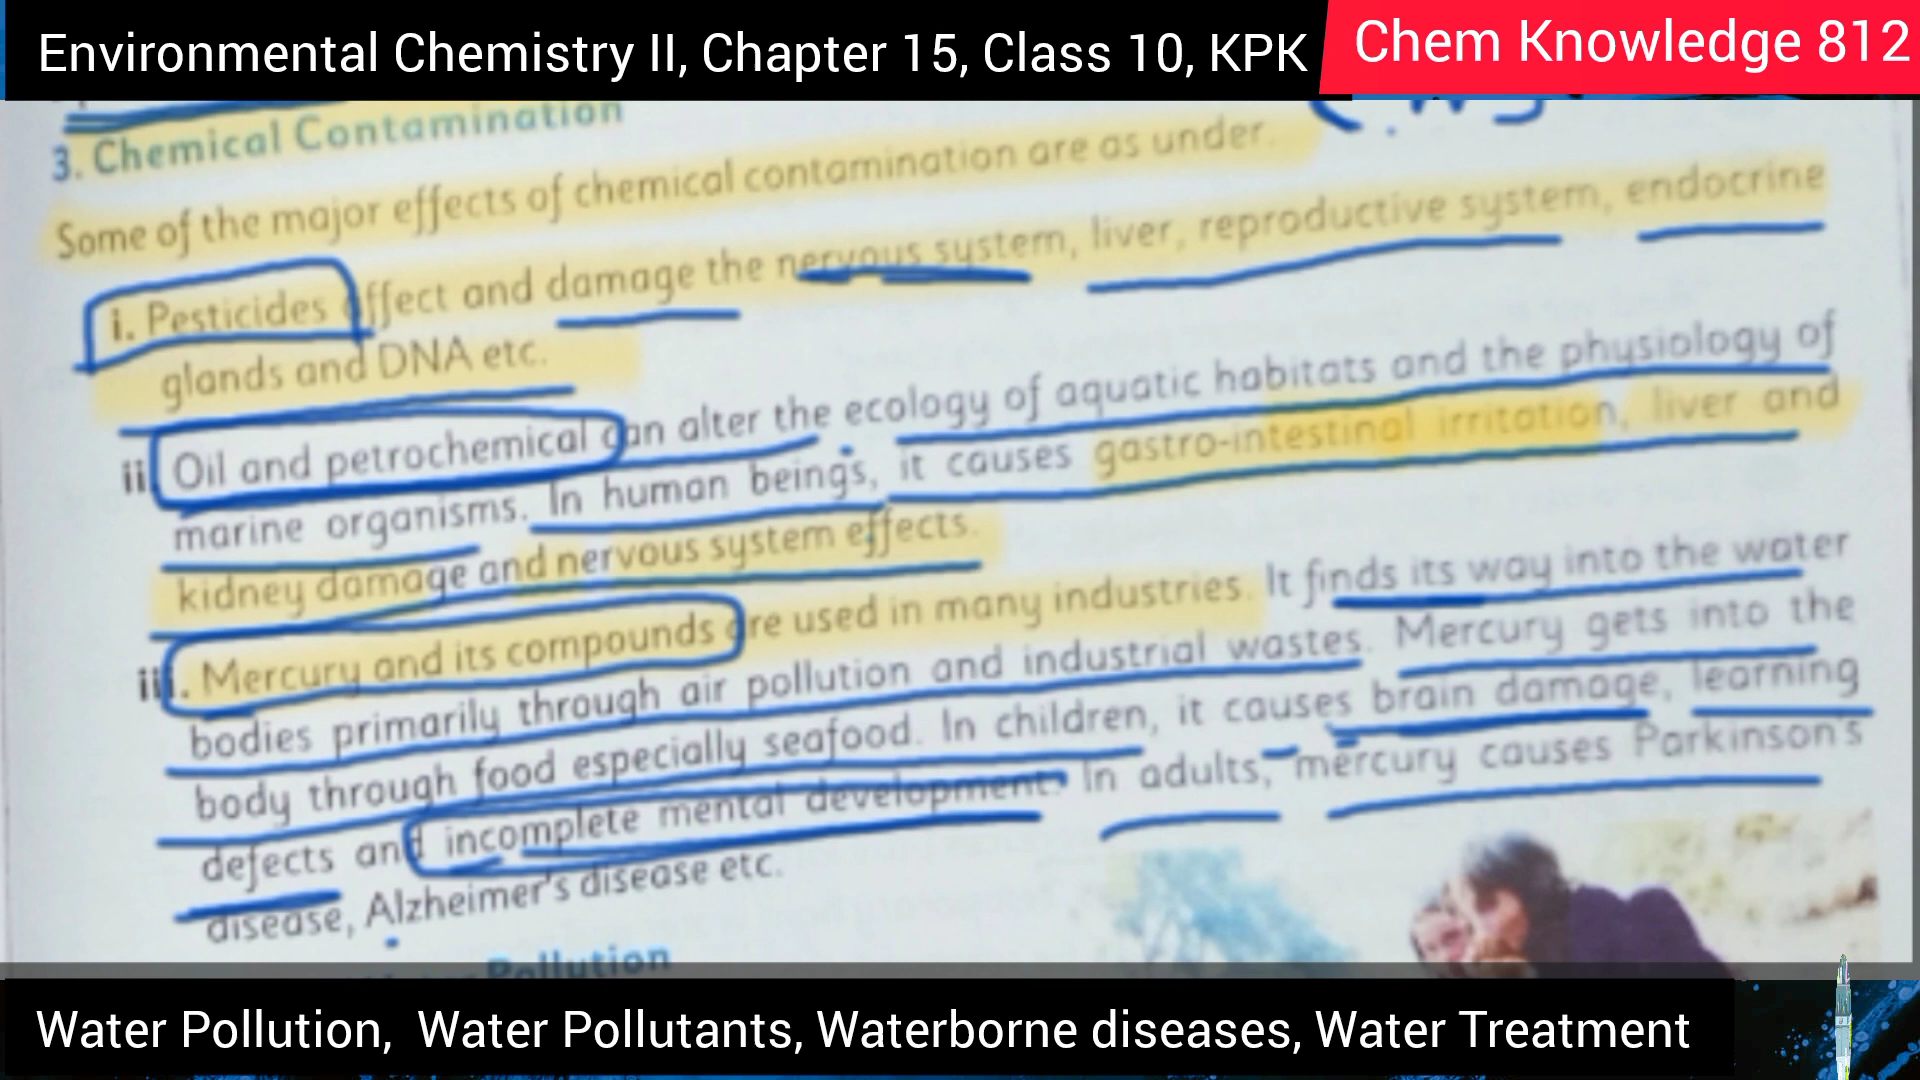 Environmental Chemistry II, Chapter 15, Class 10, KPK
Chem Knowledge 812
3. Chemical Contamination
Some of the major effects of chemical contamination are as under.
i. Pesticides effect and damage the nervous system, liver, reproductive system, endocrine
glands and DNA etc.
ii. Oil and petrochemical can alter the ecology of aquatic habitats and the physiology of
marine organisms. In human beings, it causes gastro-intestinal irritation, liver and
kidney damage and nervous system effects.
iii. Mercury and its compounds are used in many industries. It finds its way into the water
bodies primarily through air pollution and industrial wastes. Mercury gets into the
body through food especially seafood. In children, it causes brain damage, learning
defects and incomplete mental development. In adults, mercury causes Parkinson's
disease, Alzheimer's disease etc.
Pollution
Water Pollution, Water Pollutants, Waterborne diseases, Water Treatment